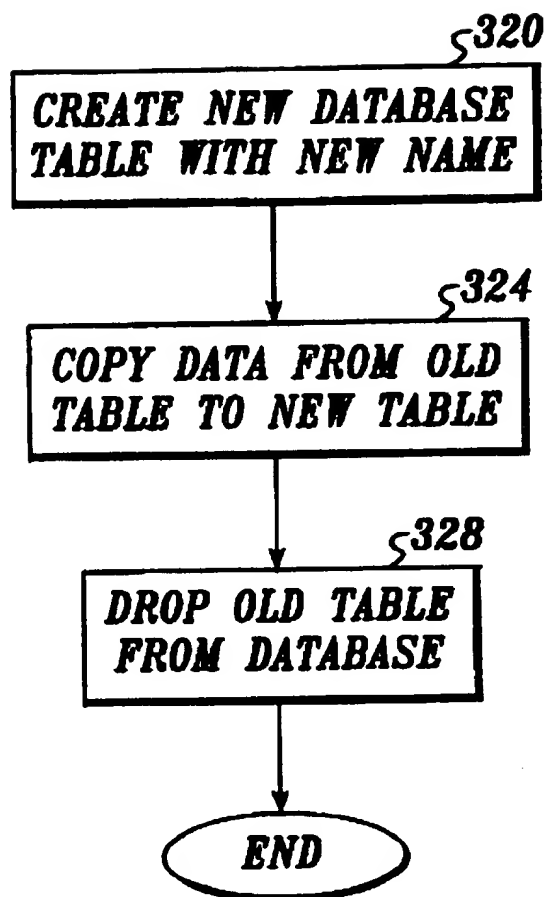 320
CREATE NEW DATABASE
TABLE WITH NEW NAME
324
COPY DATA FROM OLD
TABLE TO NEW TABLE
328
DROP OLD TABLE
FROM DATABASE
END